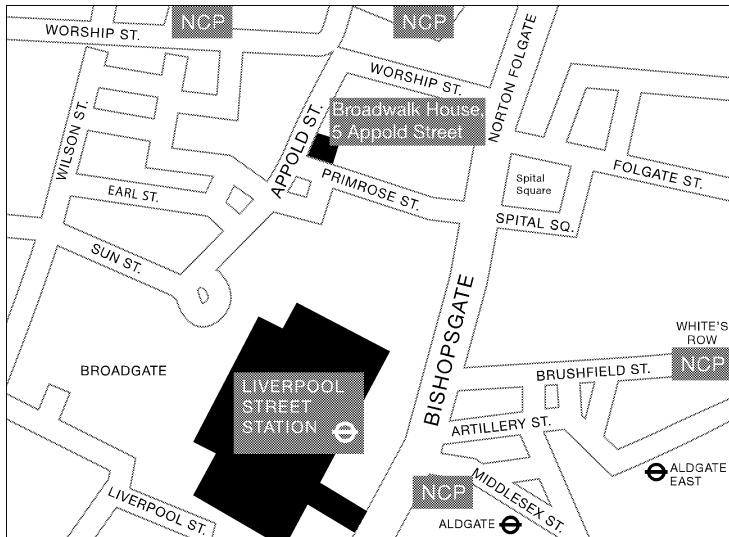 NCP
NCP
WORSHIP ST.
WORSHIP ST.
NORTON FOLGATE
Broadwalk House,
5 Appold Street
APPOLD ST.
WILSON ST.
EARL ST.
PRIMROSE ST.
Spital
Square
FOLGATE ST.
SPITAL SQ.
SUN ST.
BISHOPSGATE
BROADGATE
WHITE'S
ROW
NCP
BRUSHFIELD ST.
LIVERPOOL
STREET
STATION
ARTILLERY ST.
ALDGATE
EAST
MIDDLESEX ST.
NCP
LIVERPOOL ST.
ALDGATE